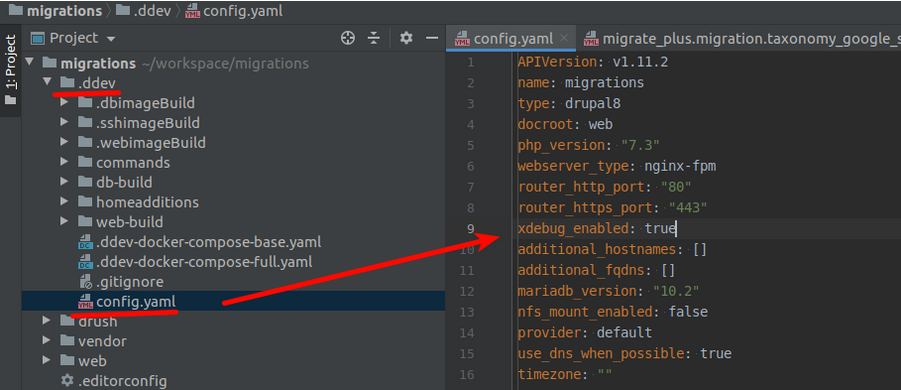 migrations .ddev config.yaml
1: Project
Project
config.yaml
migrate_plus.migration.taxonomy_google_s
migrations ~/workspace/migrations
.ddev
.dbimageBuild
.sshimageBuild
.webimageBuild
commands
db-build
homeadditions
web-build
.ddev-docker-compose-base.yaml
.ddev-docker-compose-full.yaml
.gitignore
config.yaml
drush
vendor
web
.editorconfig
1 APIVersion: v1.11.2
2 name: migrations
3 type: drupal8
4 docroot: web
5 php_version: "7.3"
6 webserver_type: nginx-fpm
7 router_http_port: "80"
8 router_https_port: "443"
9 xdebug_enabled: true
10 additional_hostnames: []
11 additional_fqdns: []
12 mariadb_version: "10.2"
13 nfs_mount_enabled: false
14 provider: default
15 use_dns_when_possible: true
16 timezone: ""